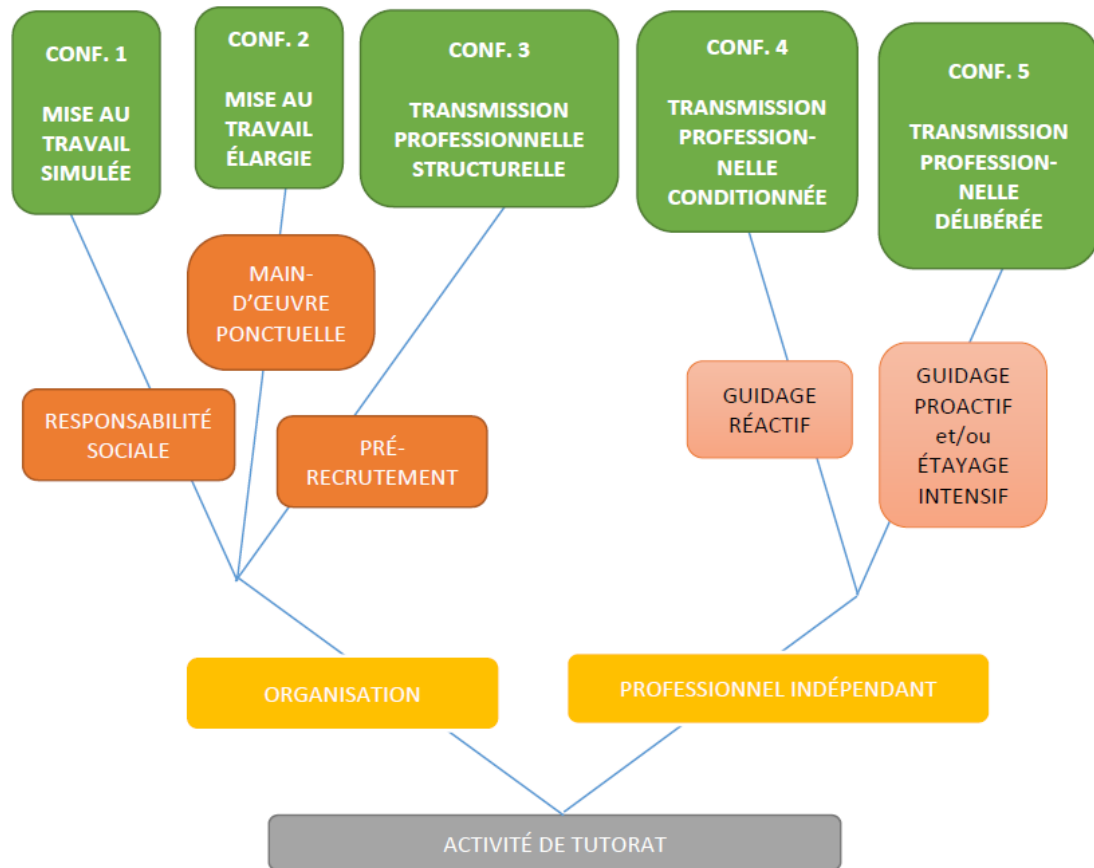 CONF. 1
MISE AU
TRAVAIL
SIMULÉE
CONF. 2
MISE AU
TRAVAIL
ÉLARGIE
CONF. 3
TRANSMISSION
PROFESSIONNELLE
STRUCTURELLE
CONF. 4
TRANSMISSION
PROFESSION-
NELLE
CONDITIONNÉE
CONF. 5
TRANSMISSION
PROFESSION-
NELLE
DÉLIBÉRÉE
MAIN-
D’ŒUVRE
PONCTUELLE
RESPONSABILITÉ
SOCIALE
PRÉ-
RECRUTEMENT
GUIDAGE
RÉACTIF
GUIDAGE
PROACTIF
et/ou
ÉTAYAGE
INTENSIF
ORGANISATION
PROFESSIONNEL INDÉPENDANT
ACTIVITÉ DE TUTORAT